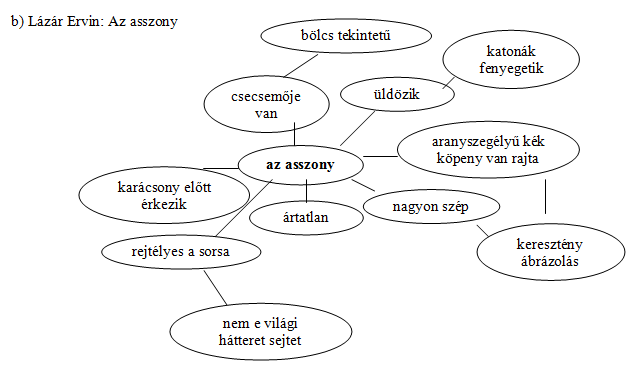 b) Lázár Ervin: Az asszony
bölcs tekintetű
katonák
fenyegetik
csecsemője
van
üldözik
aranyszegélyű kék
köpeny van rajta
az asszony
karácsony előtt
érkezik
ártatlan
nagyon szép
rejtélyes a sorsa
keresztény
ábrázolás
nem e világi
hátteret sejtet